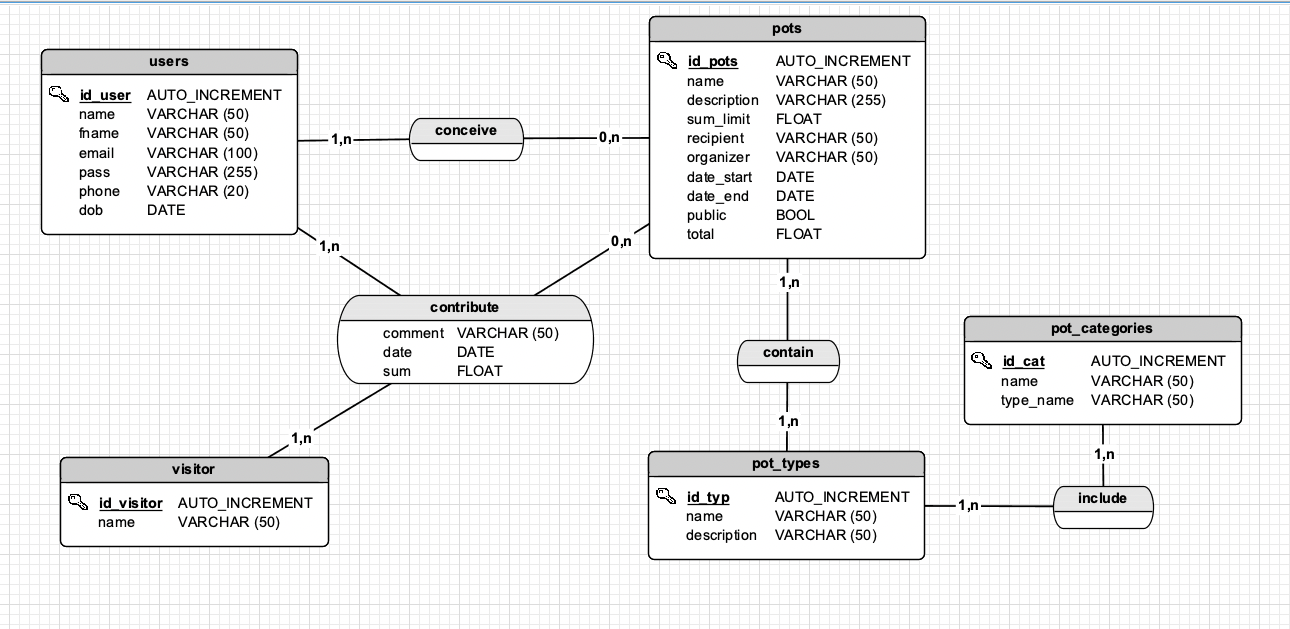 users
id_user AUTO_INCREMENT
name VARCHAR (50)
fname VARCHAR (50)
email VARCHAR (100)
pass VARCHAR (255)
phone VARCHAR (20)
dob DATE
1,n
conceive
0,n
pots
id_pots AUTO_INCREMENT
name VARCHAR (50)
description VARCHAR (255)
sum_limit FLOAT
recipient VARCHAR (50)
organizer VARCHAR (50)
date_start DATE
date_end DATE
public BOOL
total FLOAT
1,n
0,n
contribute
comment VARCHAR (50)
date DATE
sum FLOAT
1,n
visitor
id_visitor AUTO_INCREMENT
name VARCHAR (50)
1,n
contain
1,n
pot_types
id_typ AUTO_INCREMENT
name VARCHAR (50)
description VARCHAR (50)
1,n
include
1,n
pot_categories
id_cat AUTO_INCREMENT
name VARCHAR (50)
type_name VARCHAR (50)